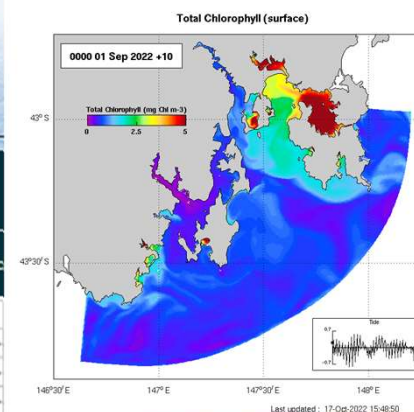 Total Chlorophyll (surface)
0000 01 Sep 2022 +10
Total Chlorophyll (mg Chl m-3)
0 2.5 5
43° S
43°30'S
Tide
0.7
-0.7
146°30'E 147° E 147°30'E 148° E
Last updated : 17-Oct-2022 15:48:50